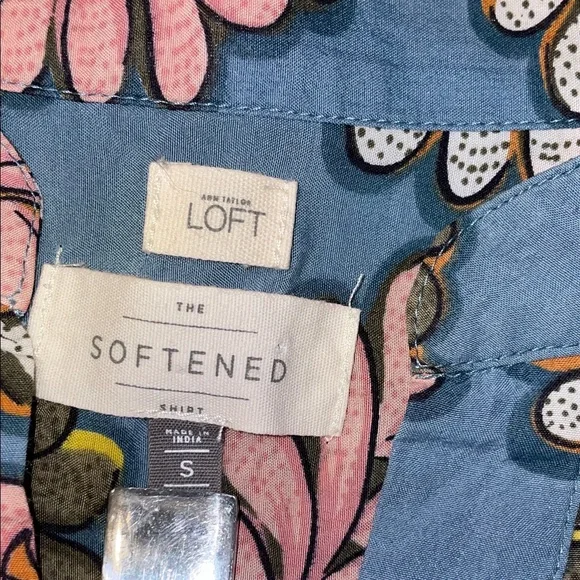 ANN TAYLOR
LOFT
THE
SOFTENED
SHIRT
MADE IN
INDIA
S